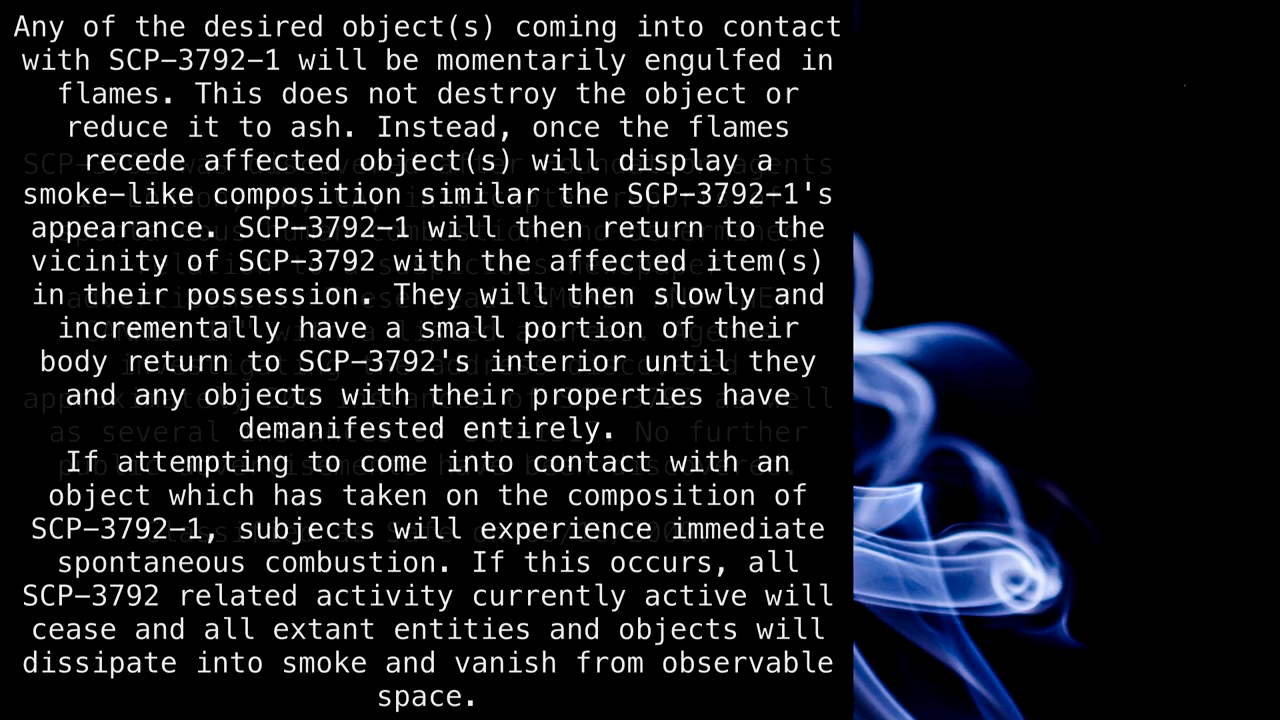 Any of the desired object(s) coming into contact
with SCP-3792-1 will be momentarily engulfed in
flames. This does not destroy the object or
reduce it to ash. Instead, once the flames
recede affected object(s) will display a
smoke-like composition similar the SCP-3792-1's
appearance. SCP-3792-1 will then return to the
vicinity of SCP-3792 with the affected item(s)
in their possession. They will then slowly and
incrementally have a small portion of their
body return to SCP-3792's interior until they
and any objects with their properties have
demanifested entirely.
If attempting to come into contact with an
object which has taken on the composition of
SCP-3792-1, subjects will experience immediate
spontaneous combustion. If this occurs, all
SCP-3792 related activity currently active will
cease and all extant entities and objects will
dissipate into smoke and vanish from observable
space.